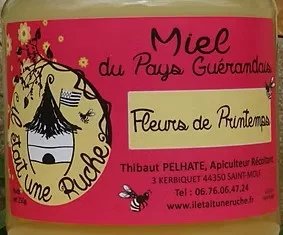 Miel
du Pays Guérandais
Fleurs de Printemps
Il était une Ruche
Thibaut PELHATE, Apiculteur Récoltant
3 KERBIQUET 44350 SAINT-MOLF
Tel : 06.76.06.47.24
www.iletaituneruche.fr